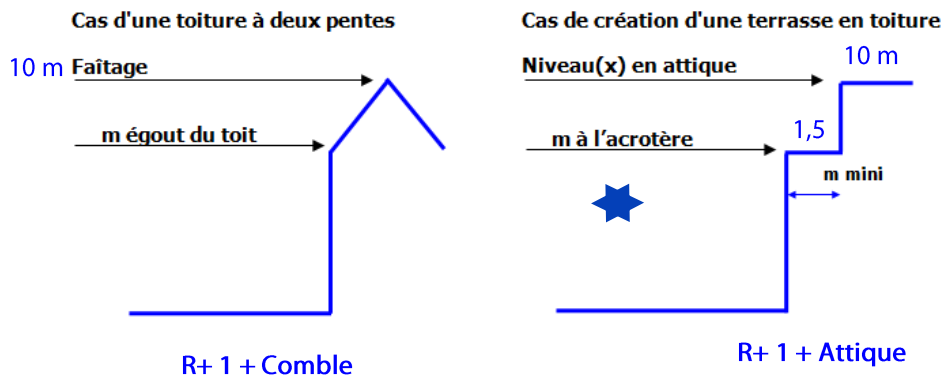 Cas d'une toiture à deux pentes
10 m Faîtage
m égout du toit
R+ 1 + Comble
Cas de création d'une terrasse en toiture
10 m
Niveau(x) en attique
1,5
m à l'acrotère
m mini
R+ 1 + Attique